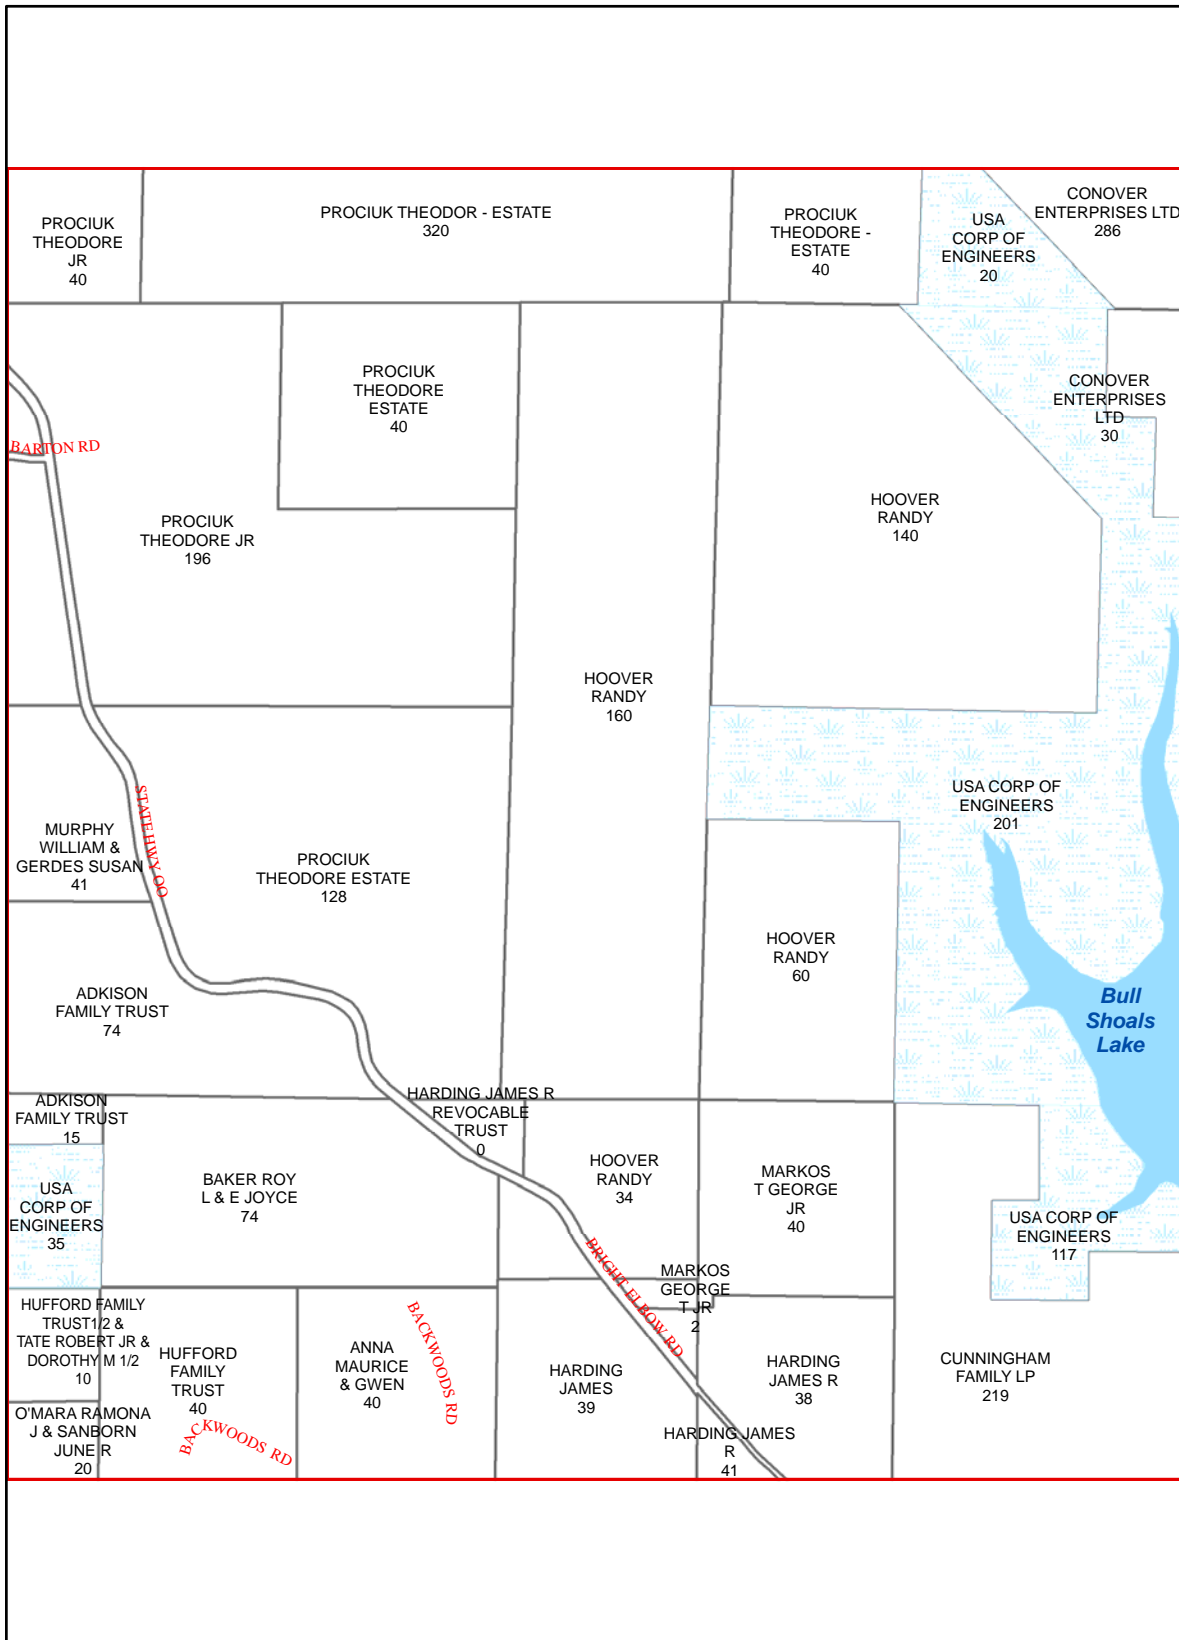 PROCIUK
THEODORE
JR
40
PROCIUK THEODOR - ESTATE
320
PROCIUK
THEODORE -
ESTATE
40
USA
CORP OF
ENGINEERS
20
CONOVER
ENTERPRISES LTD
286
PROCIUK
THEODORE
ESTATE
40
CONOVER
ENTERPRISES
LTD
30
BARTON RD
PROCIUK
THEODORE JR
196
HOOVER
RANDY
140
HOOVER
RANDY
160
STATE HWY OO
MURPHY
WILLIAM &
GERDES SUSAN
41
PROCIUK
THEODORE ESTATE
128
USA CORP OF
ENGINEERS
201
HOOVER
RANDY
60
ADKISON
FAMILY TRUST
74
Bull
Shoals
Lake
ADKISON
FAMILY TRUST
15
HARDING JAMES R
REVOCABLE
TRUST
0
BAKER ROY
L & E JOYCE
74
HOOVER
RANDY
34
MARKOS
T GEORGE
JR
40
USA
CORP OF
ENGINEERS
35
USA CORP OF
ENGINEERS
117
BRIGHT ELBOW RD
MARKOS
GEORGE
T JR
2
HUFFORD FAMILY
TRUST1/2 &
TATE ROBERT JR &
DOROTHY M 1/2
10
HUFFORD
FAMILY
TRUST
40
ANNA
MAURICE
& GWEN
40
BACKWOODS RD
HARDING
JAMES
39
HARDING
JAMES R
38
CUNNINGHAM
FAMILY LP
219
O'MARA RAMONA
J & SANBORN
JUNE R
20
BACKWOODS RD
HARDING JAMES
R
41